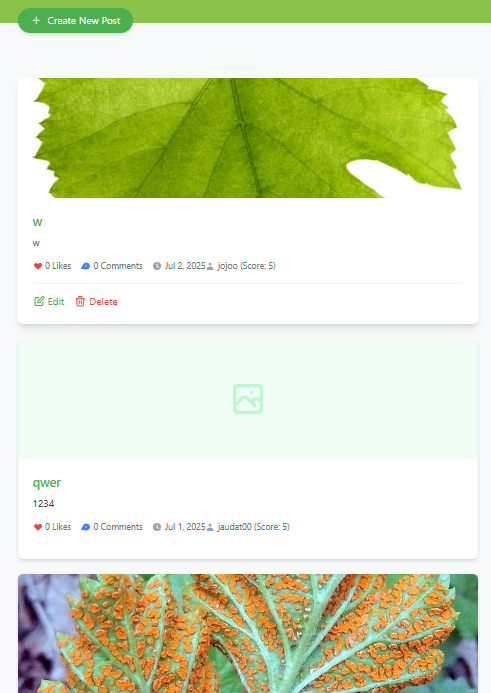 Create New Post
w
w
0 Likes 0 Comments Jul 2, 2025 jojoo (Score: 5)
Edit Delete
qwer
1234
0 Likes 0 Comments Jul 1, 2025 jaudat00 (Score: 5)